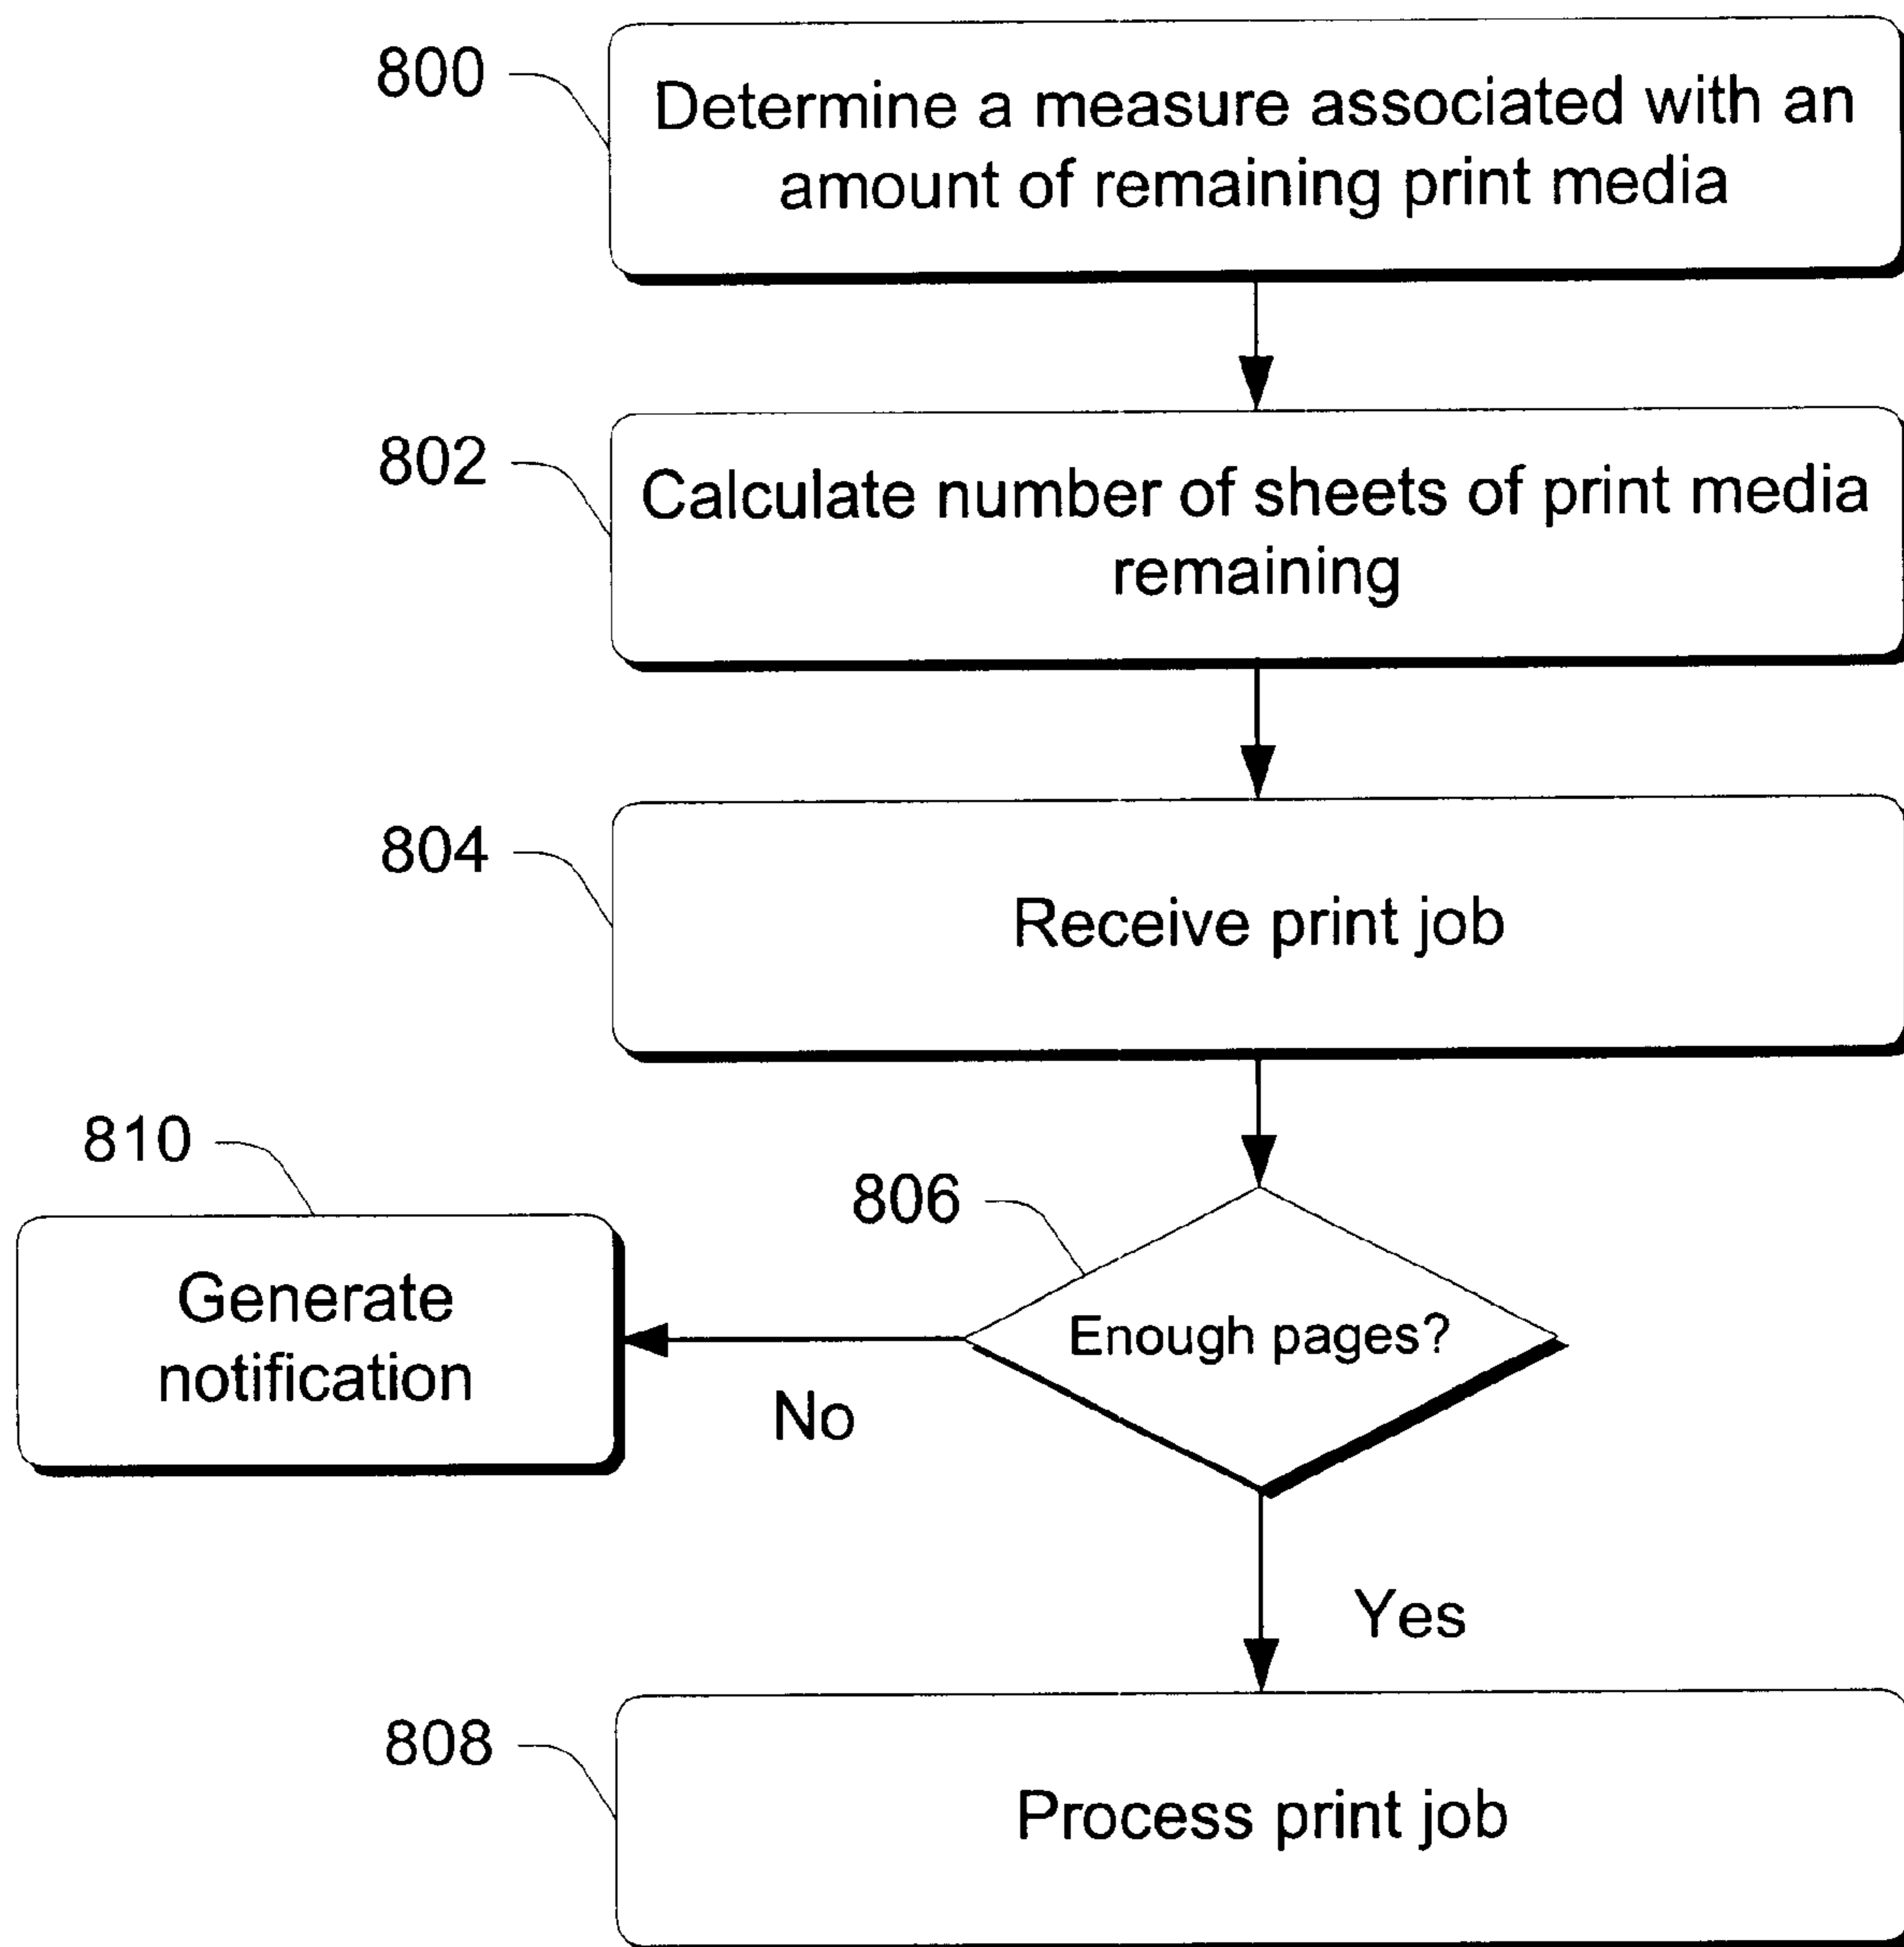 800
Determine a measure associated with an
amount of remaining print media
802
Calculate number of sheets of print media
remaining
804
Receive print job
810
806
Generate
notification
Enough pages?
No
Yes
808
Process print job